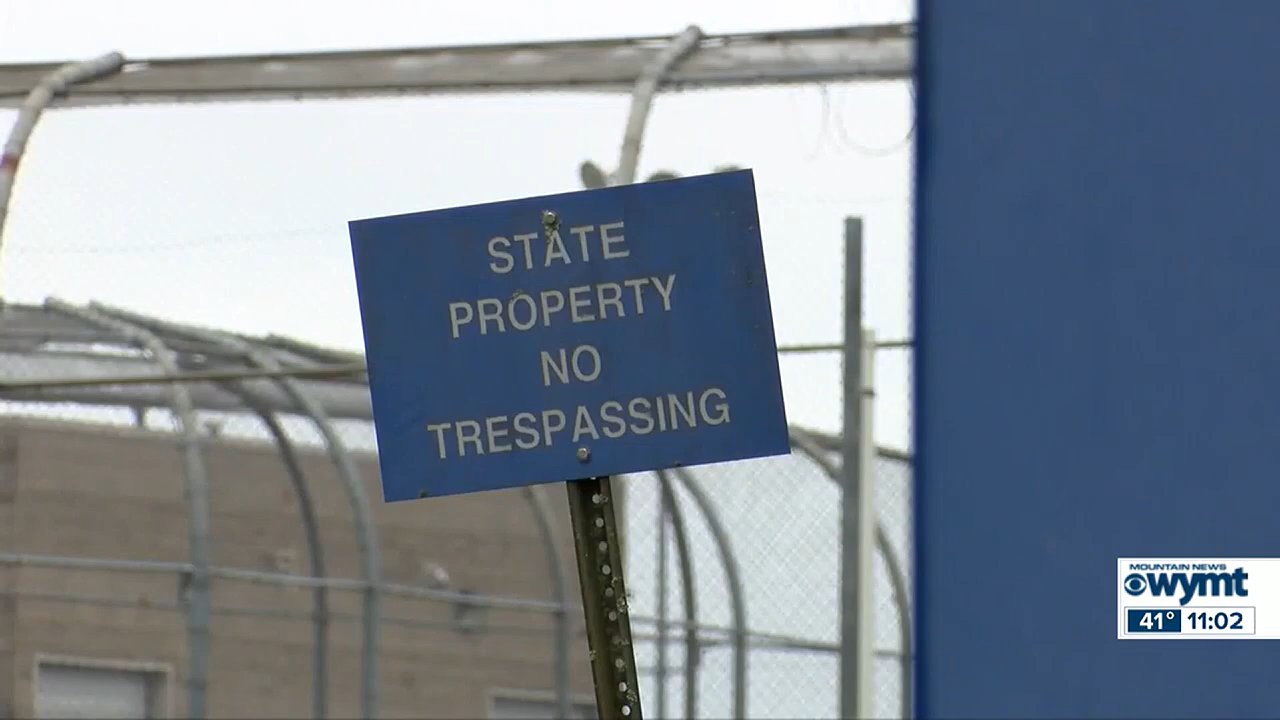 STATE
PROPERTY
NO
TRESPASSING
MOUNTAIN NEWS
wymt
41° 11:02